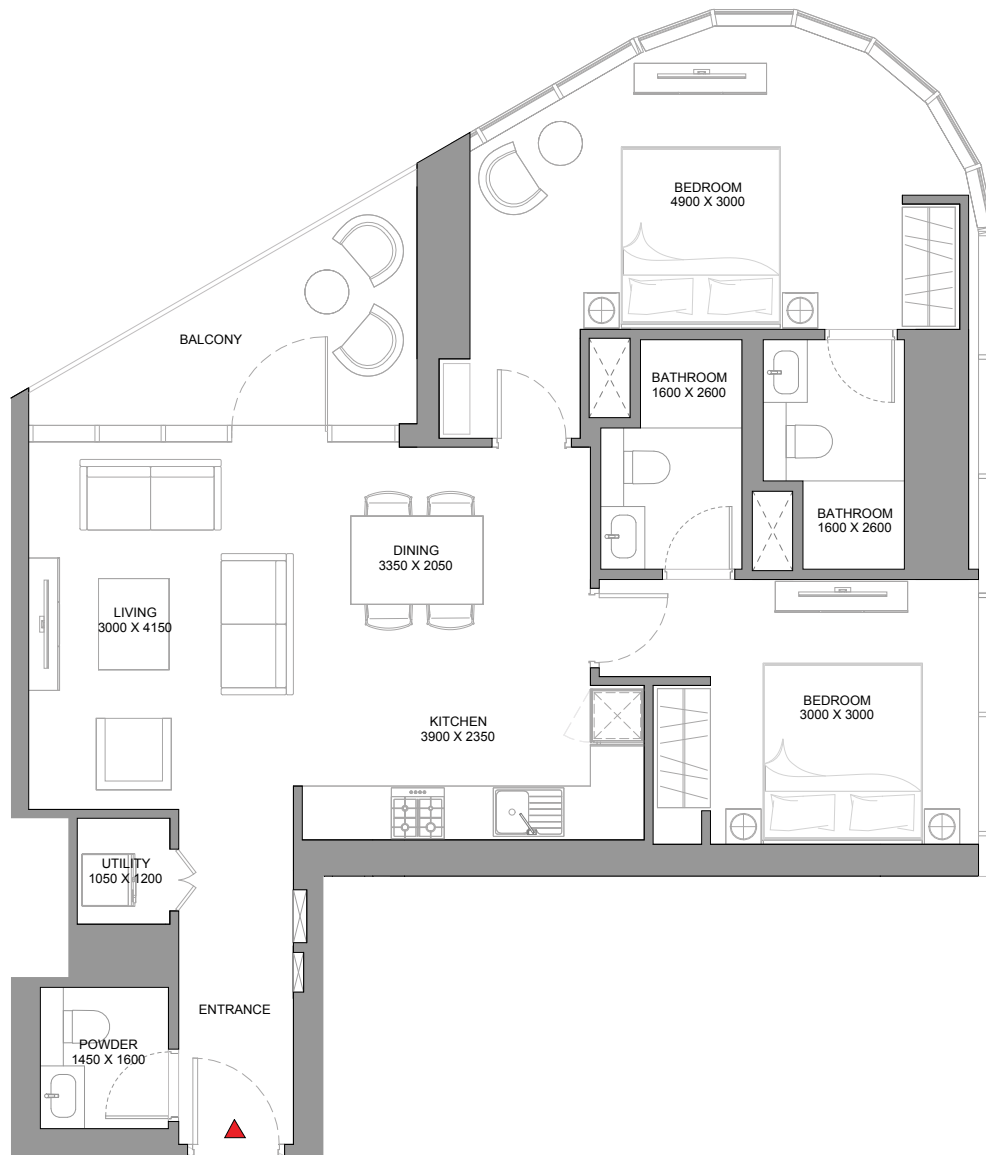 BEDROOM
4900 X 3000
BALCONY
BATHROOM
1600 X 2600
BATHROOM
1600 X 2600
DINING
3350 X 2050
LIVING
3000 X 4150
BEDROOM
3000 X 3000
KITCHEN
3900 X 2350
UTILITY
1050 X 1200
ENTRANCE
POWDER
1450 X 1600